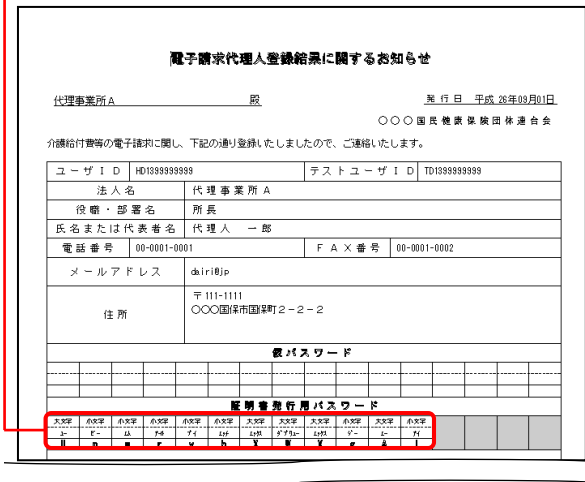 電子請求代理人登録結果に関するお知らせ
代理事業所A 殿 発行日 平成 26年09月01日
○○○国民健康保険団体連合会
介護給付費等の電子請求に関し、下記の通り登録いたしましたので、ご連絡いたします。
ユーザID HD1399999999 テストユーザID TD1399999999
法人名 代理事業所A
役職・部署名 所長
氏名または代表者名 代理人 一郎
電話番号 00-0001-0001 FAX番号 00-0001-0002
メールアドレス dairi@jp
住所 〒111-1111
○○○国保市国保町2-2-2
仮パスワード
証明書発行用パスワード
大文字 小文字 小文字 小文字 小文字 小文字 大文字 大文字 大文字 小文字 大文字 小文字